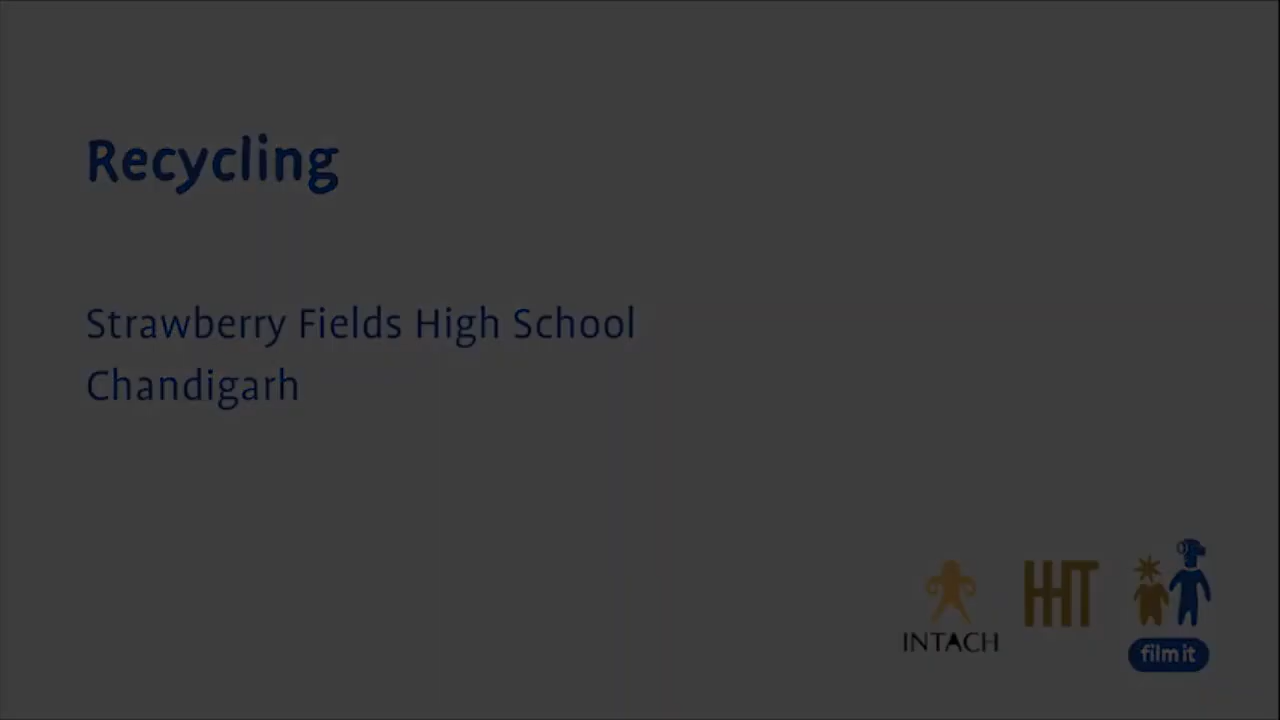 Recycling
Strawberry Fields High School
Chandigarh
INTACH
HHT
film it